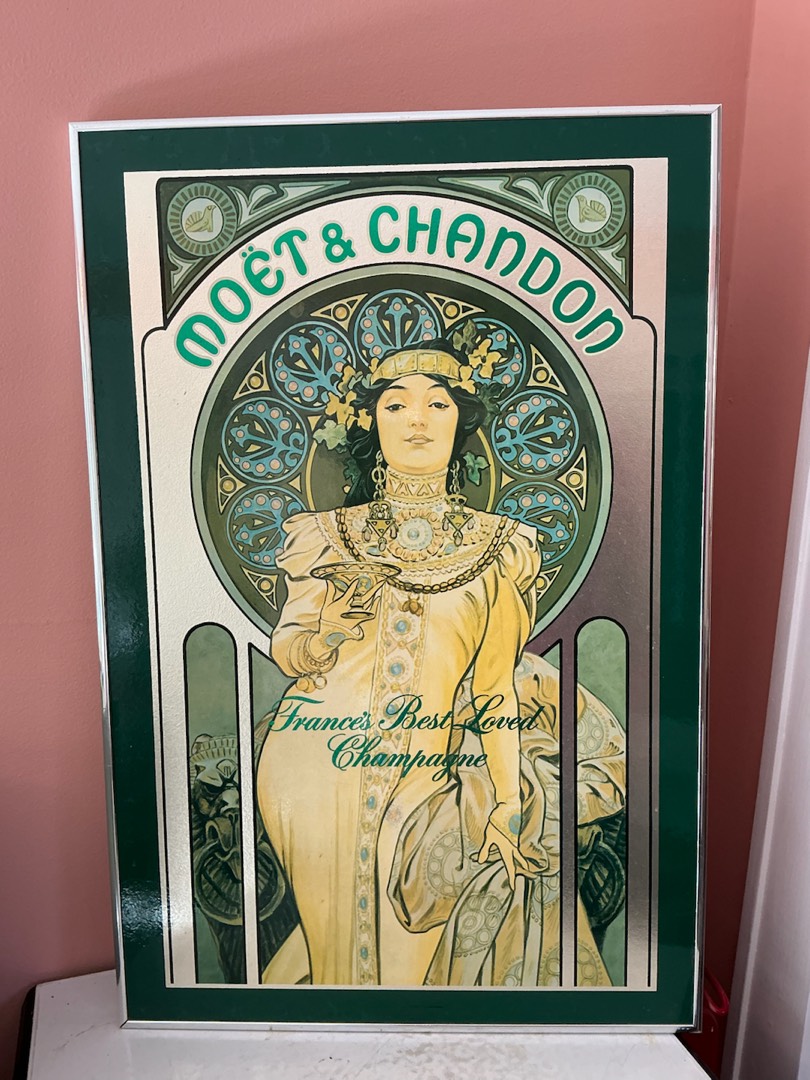 MOËT & CHANDON
France's Best-Loved
Champagne